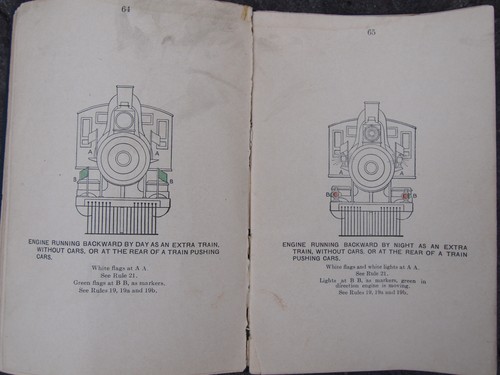 64
A A
B B
ENGINE RUNNING BACKWARD BY DAY AS AN EXTRA TRAIN,
WITHOUT CARS, OR AT THE REAR OF A TRAIN PUSHING
CARS.
White flags at A A.
See Rule 21.
Green flags at B B, as markers.
See Rules 19, 19a and 19b.
65
A A
B B
ENGINE RUNNING BACKWARD BY NIGHT AS AN EXTRA
TRAIN, WITHOUT CARS, OR AT THE REAR OF A TRAIN
PUSHING CARS.
White flags and white lights at A A.
See Rule 21.
Lights at B B, as markers, green in
direction engine is moving.
See Rules 19, 19a and 19b.